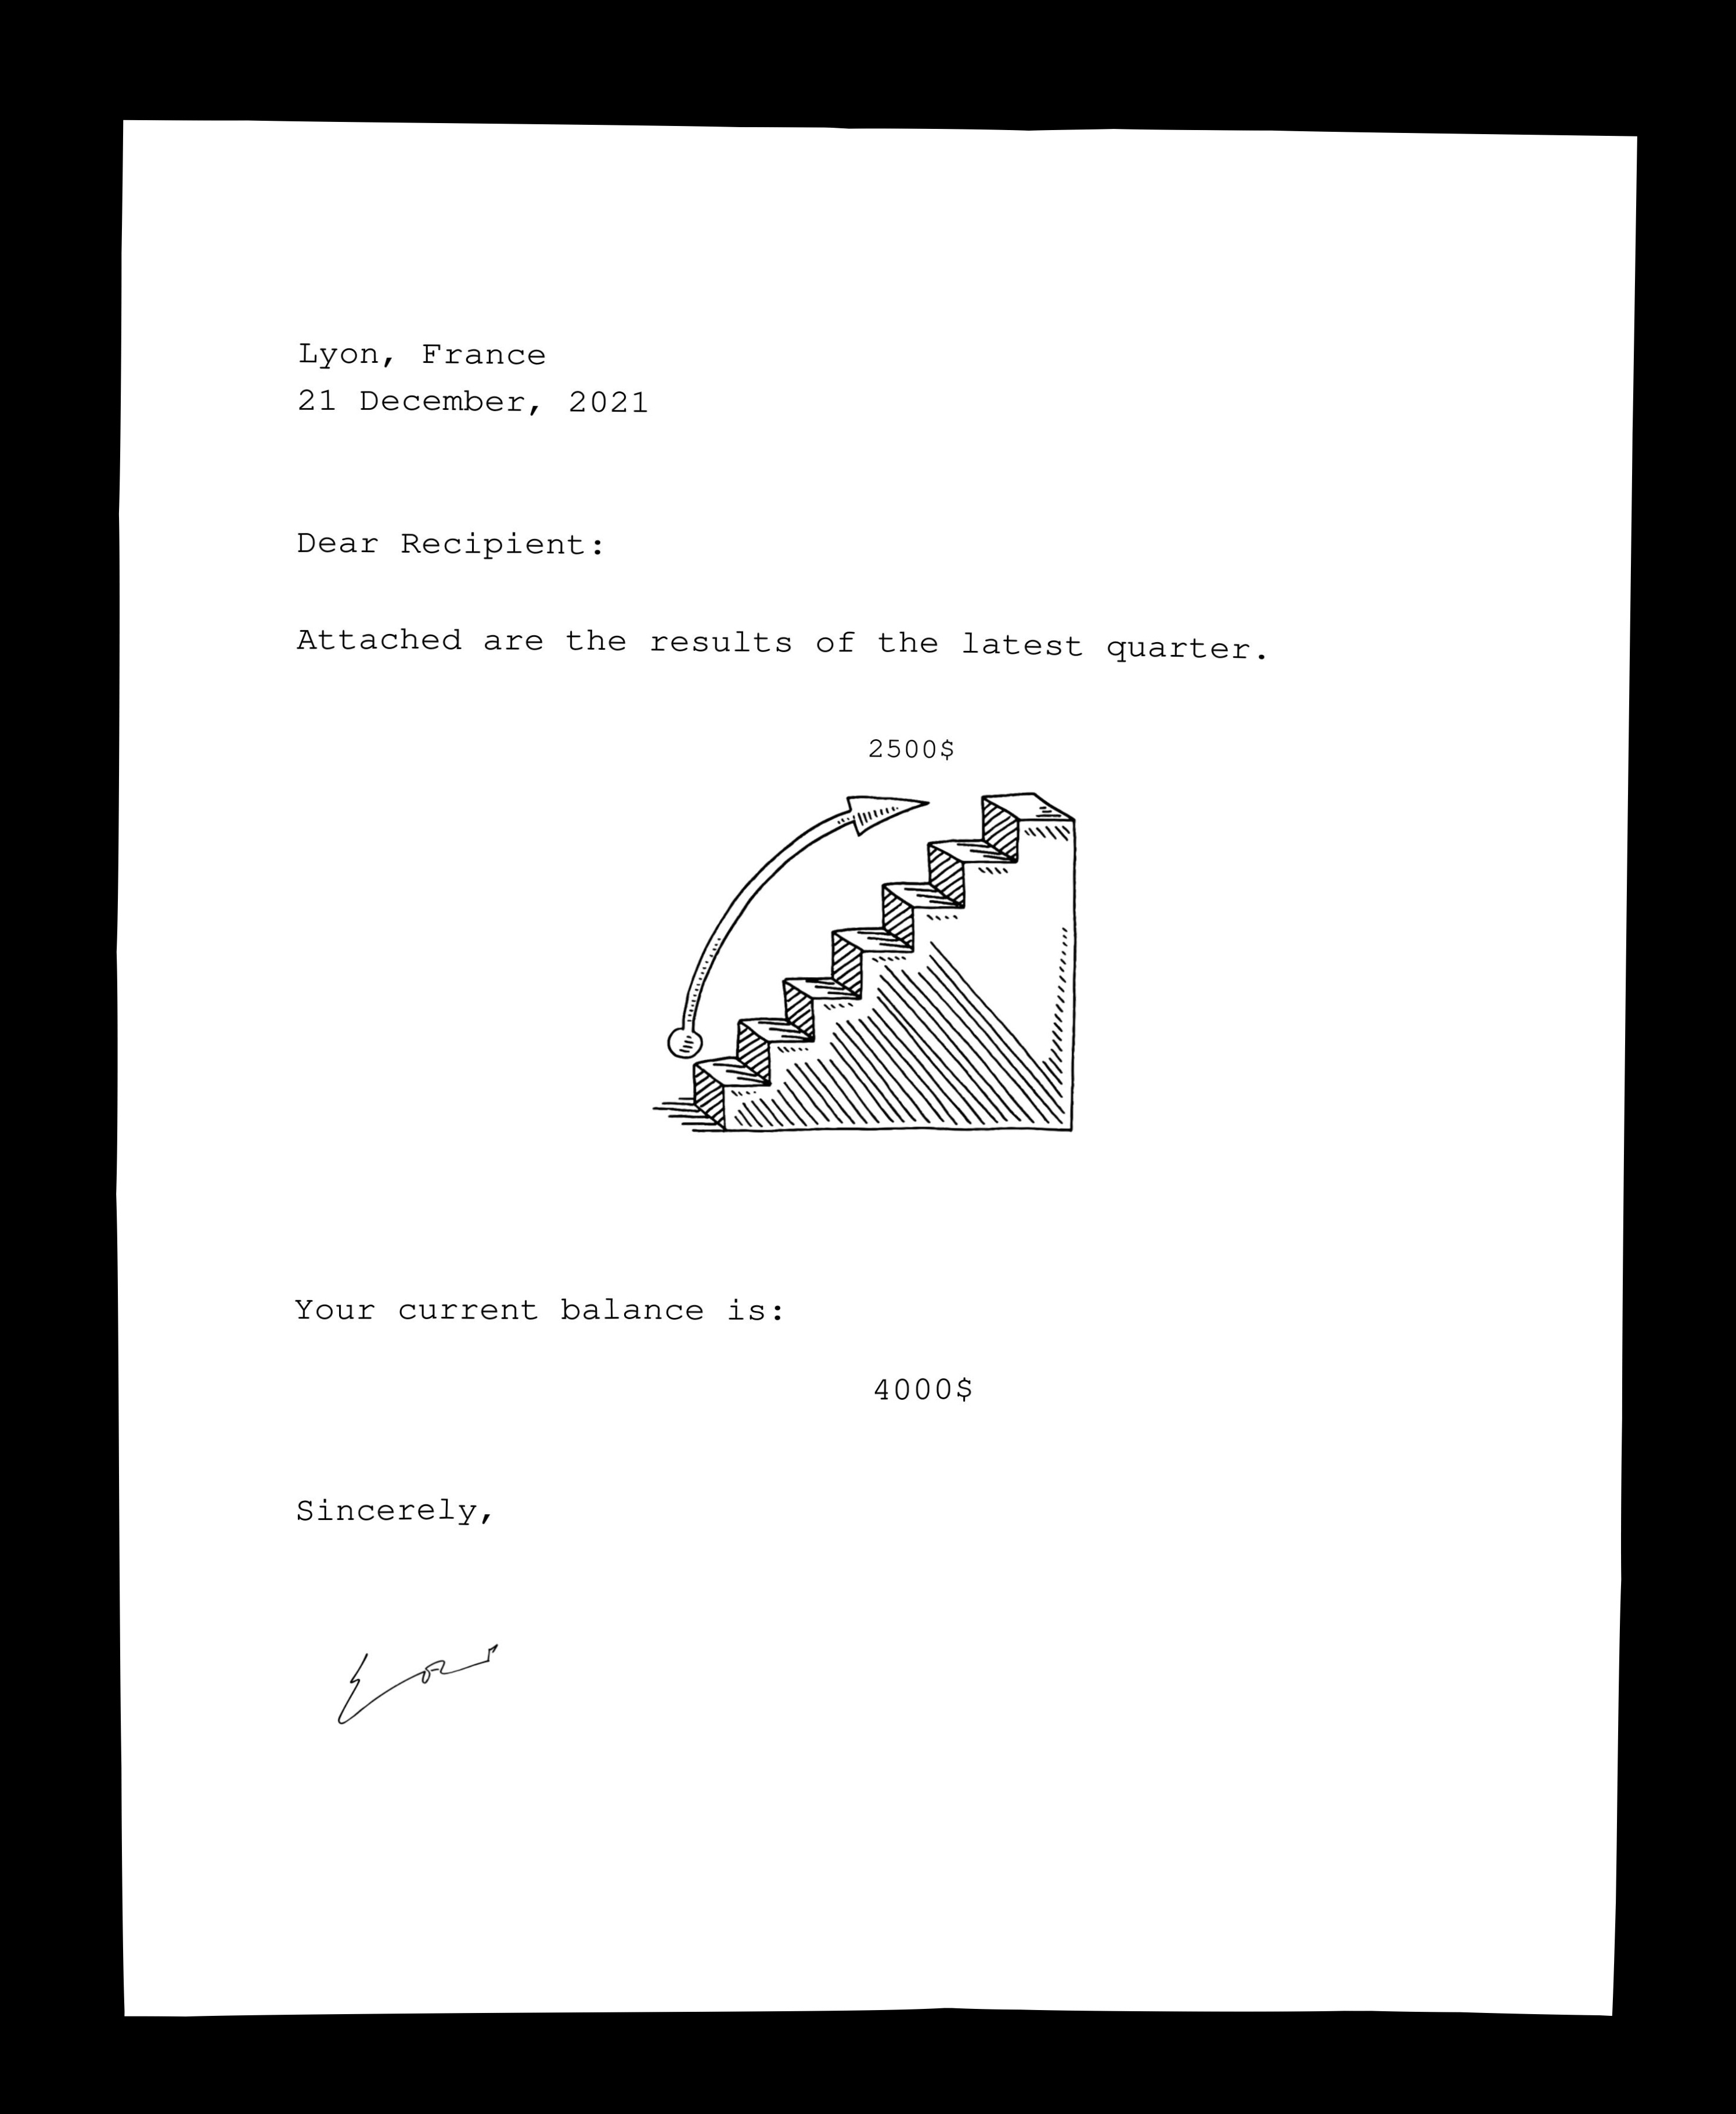 Lyon, France
21 December, 2021
Dear Recipient:
Attached are the results of the latest quarter.
2500$
Your current balance is:
4000$
Sincerely,